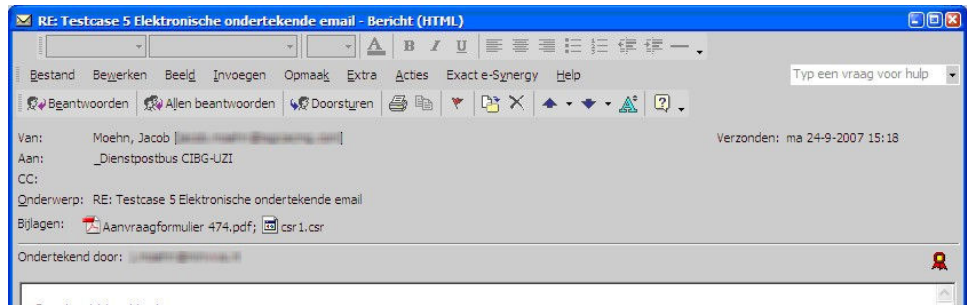 RE: Testcase 5 Elektronische ondertekende email - Bericht (HTML)
A B I U
Bestand Bewerken Beeld Invoegen Opmaak Extra Acties Exact e-Synergy Help Typ een vraag voor hulp
Beantwoorden Allen beantwoorden Doorsturen
Van: Moehn, Jacob [ ] Verzonden: ma 24-9-2007 15:18
Aan: _Dienstpostbus CIBG-UZI
CC:
Onderwerp: RE: Testcase 5 Elektronische ondertekende email
Bijlagen: Aanvraagformulier 474.pdf; csr1.csr
Ondertekend door: